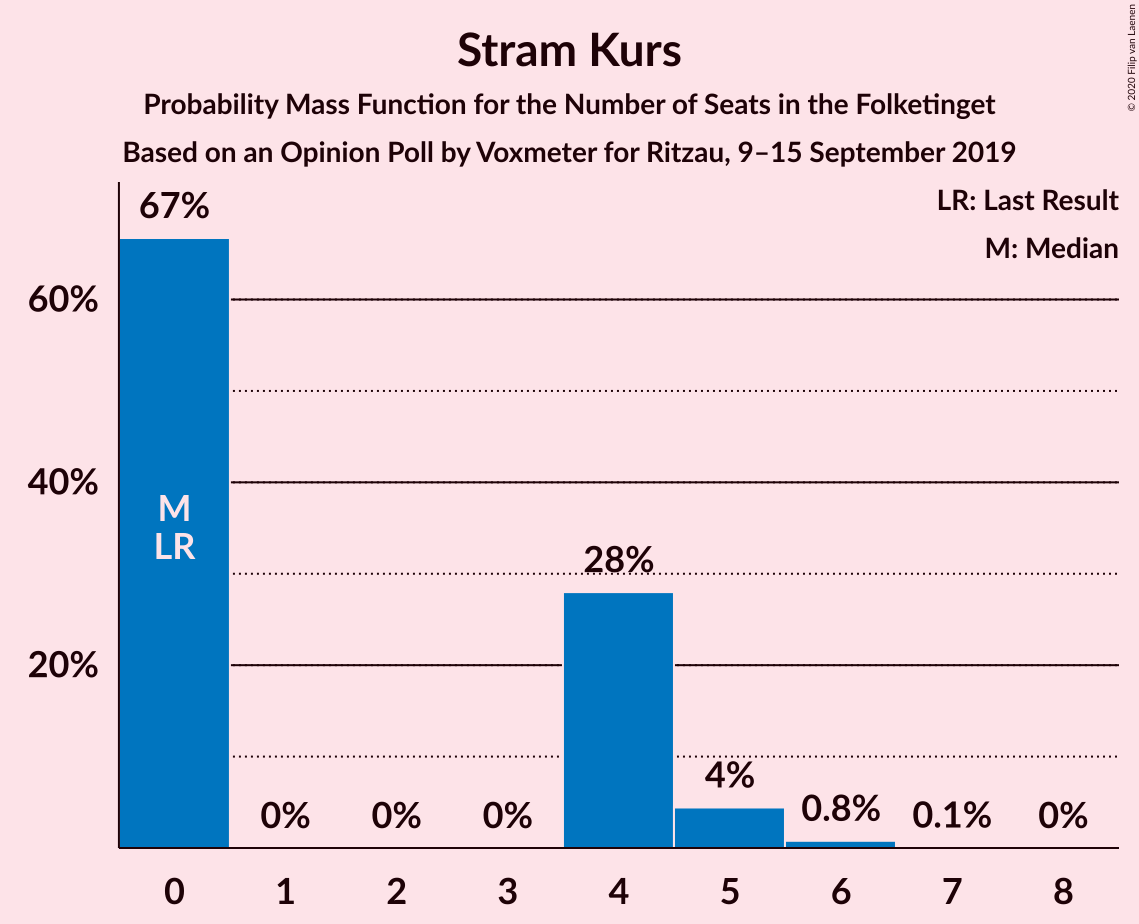 Stram Kurs
Probability Mass Function for the Number of Seats in the Folketinget
Based on an Opinion Poll by Voxmeter for Ritzau, 9–15 September 2019
© 2020 Filip van Laenen
LR: Last Result
M: Median
67%
60%
40%
20%
M
LR
0%
0%
0%
28%
4%
0.8%
0.1%
0%
0
1
2
3
4
5
6
7
8